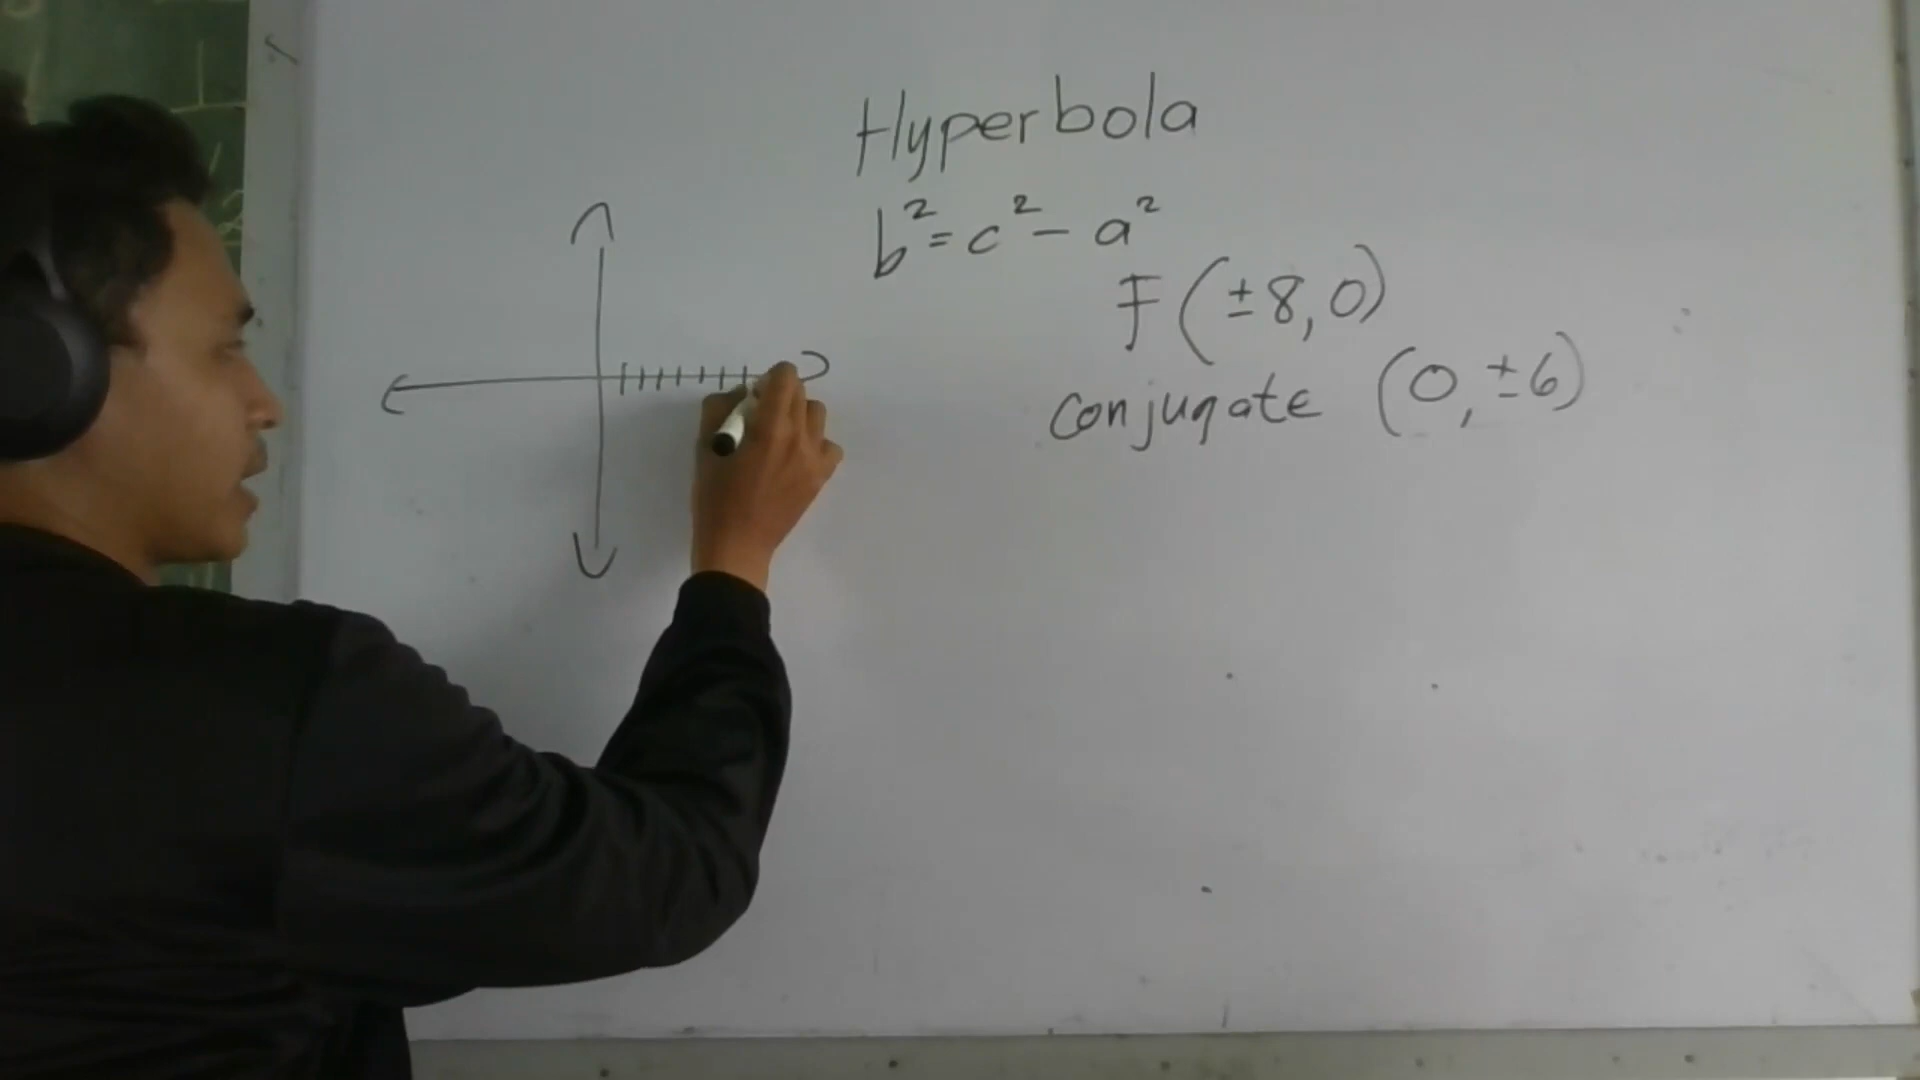 Hyperbola
b² = c² - a²
F (±8, 0)
conjugate (0, ±6)